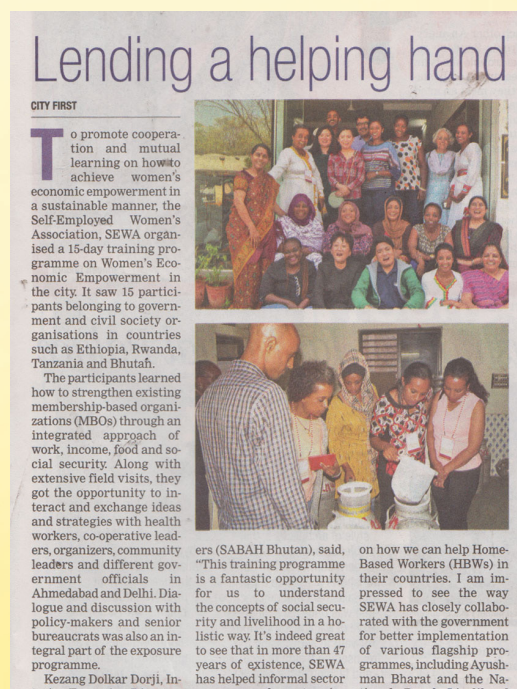 Lending a helping hand
CITY FIRST
To promote coopera-
tion and mutual
learning on how to
achieve women's
economic empowerment in
a sustainable manner, the
Self-Employed Women's
Association, SEWA organ-
ised a 15-day training pro-
gramme on Women's Eco-
nomic Empowerment in
the city. It saw 15 partici-
pants belonging to govern-
ment and civil society or-
ganisations in countries
such as Ethiopia, Rwanda,
Tanzania and Bhutan.
The participants learned
how to strengthen existing
membership-based organi-
zations (MBOs) through an
integrated approach of
work, income, food and so-
cial security. Along with
extensive field visits, they
got the opportunity to in-
teract and exchange ideas
and strategies with health
workers, co-operative lead-
ers, organizers, community
leaders and different gov-
ernment officials in
Ahmedabad and Delhi. Dia-
logue and discussion with
policy-makers and senior
bureaucrats was also an in-
tegral part of the exposure
programme.
Kezang Dolkar Dorji, In-
ers (SABAH Bhutan), said,
"This training programme
is a fantastic opportunity
for us to understand
the concepts of social secu-
rity and livelihood in a ho-
listic way. It's indeed great
to see that in more than 47
years of existence, SEWA
has helped informal sector
on how we can help Home-
Based Workers (HBWs) in
their countries. I am im-
pressed to see the way
SEWA has closely collabo-
rated with the government
for better implementation
of various flagship pro-
grammes, including Ayush-
man Bharat and the Na-